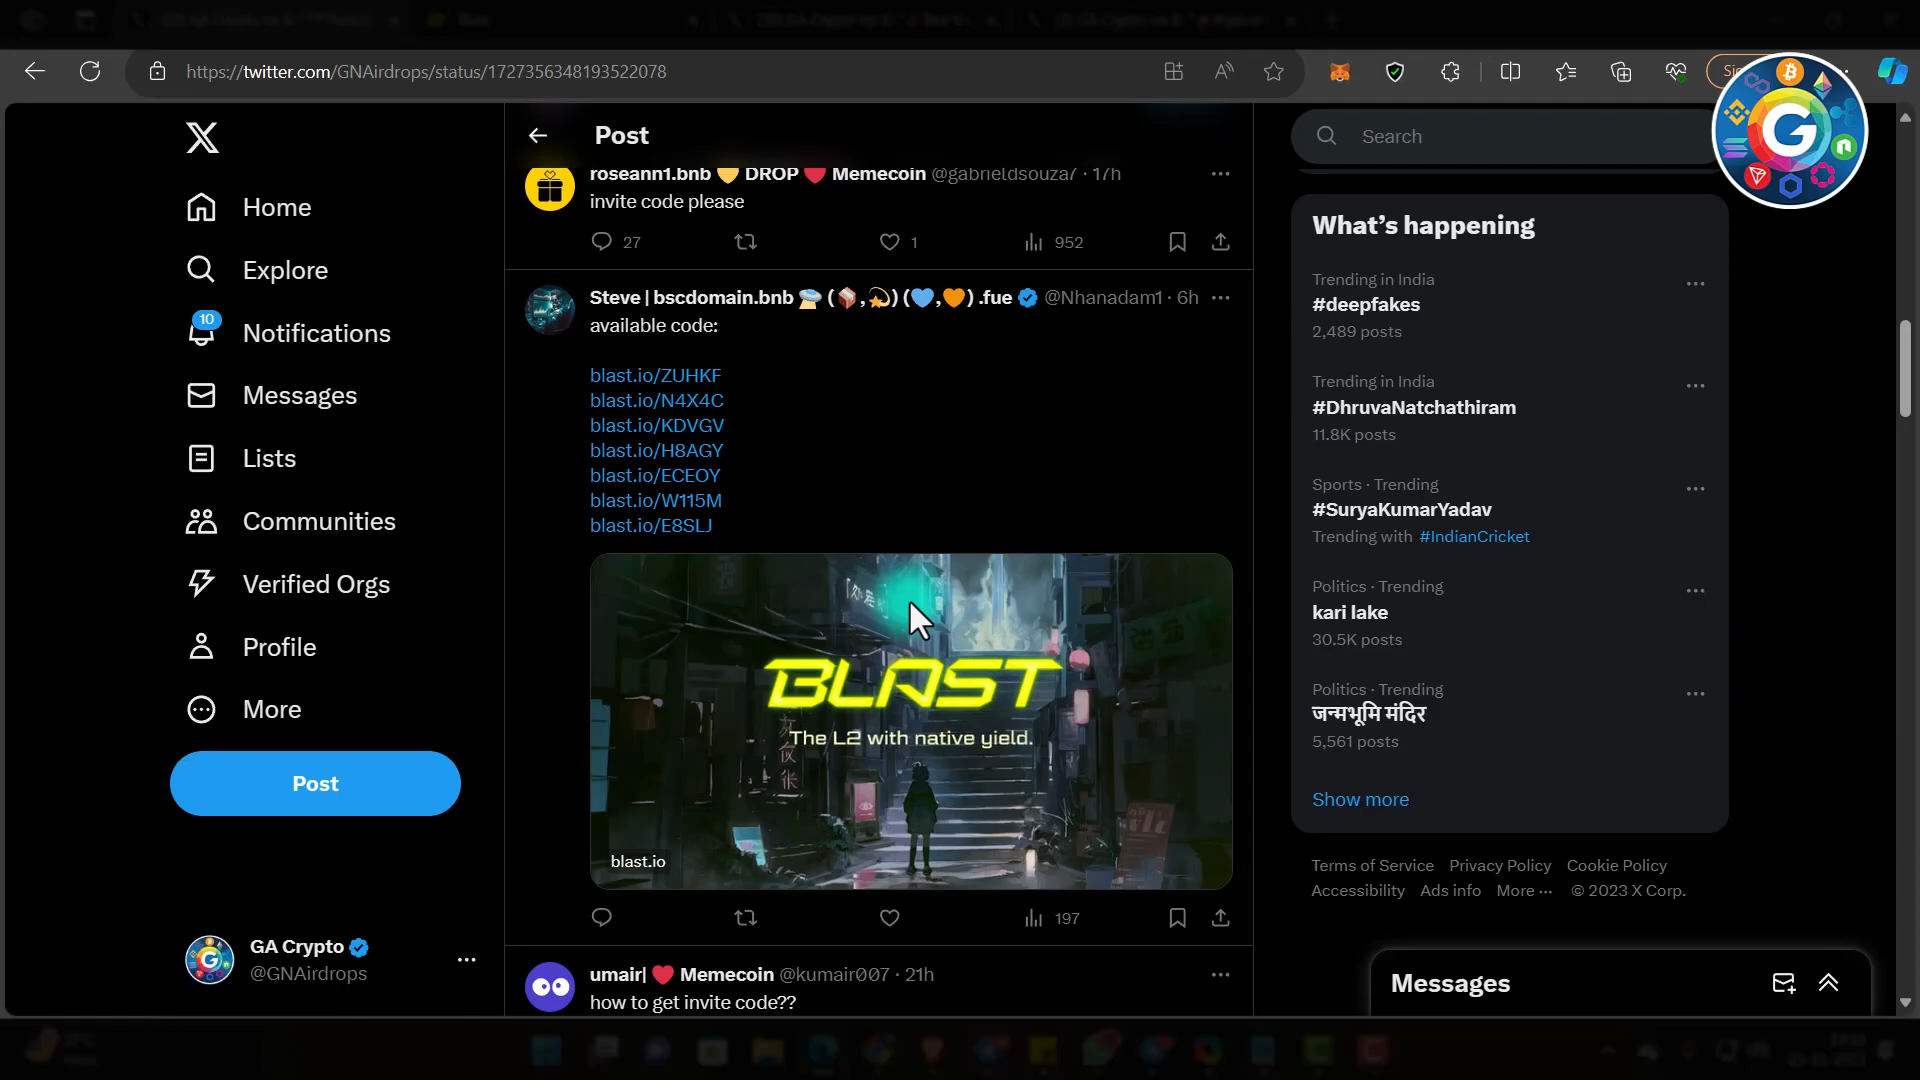 https://twitter.com/GNAirdrops/status/1727356348193522078
Home
Explore
10
Notifications
Messages
Lists
Communities
Verified Orgs
Profile
More
Post
GA Crypto
@GNAirdrops
Post
roseann1.bnb 💛 DROP ❤️ Memecoin @gabrieldsouza7 · 17h
invite code please
27
1
952
Steve | bscdomain.bnb 🛸 (🧊,💫) (💙,🧡) .fue @Nhanadam1 · 6h
available code:
blast.io/ZUHKF
blast.io/N4X4C
blast.io/KDVGV
blast.io/H8AGY
blast.io/ECEOY
blast.io/W115M
blast.io/E8SLJ
BLAST
The L2 with native yield.
blast.io
197
umair| ❤️ Memecoin @kumair007 · 21h
how to get invite code??
Search
G
What’s happening
Trending in India
#deepfakes
2,489 posts
Trending in India
#DhruvaNatchathiram
11.8K posts
Sports · Trending
#SuryaKumarYadav
Trending with #IndianCricket
Politics · Trending
kari lake
30.5K posts
Politics · Trending
जन्मभूमि मंदिर
5,561 posts
Show more
Terms of Service Privacy Policy Cookie Policy
Accessibility Ads info More ··· © 2023 X Corp.
Messages